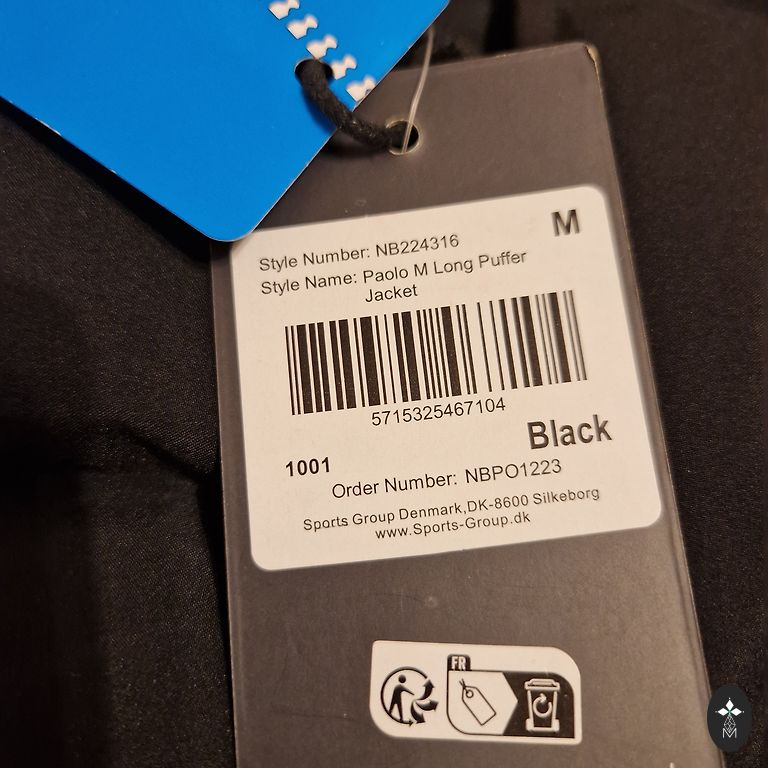 M
Style Number: NB224316
Style Name: Paolo M Long Puffer
Jacket
5715325467104
Black
1001
Order Number: NBPO1223
Sports Group Denmark,DK-8600 Silkeborg
www.Sports-Group.dk
FR
M